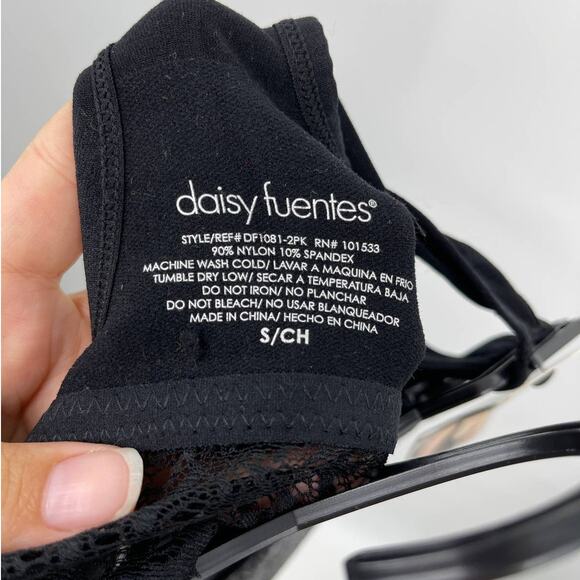 daisy fuentes®
STYLE/REF# DF1081-2PK RN# 101533
90% NYLON 10% SPANDEX
MACHINE WASH COLD/ LAVAR A MAQUINA EN FRIO
TUMBLE DRY LOW/ SECAR A TEMPERATURA BAJA
DO NOT IRON/ NO PLANCHAR
DO NOT BLEACH/ NO USAR BLANQUEADOR
MADE IN CHINA/ HECHO EN CHINA
S/CH